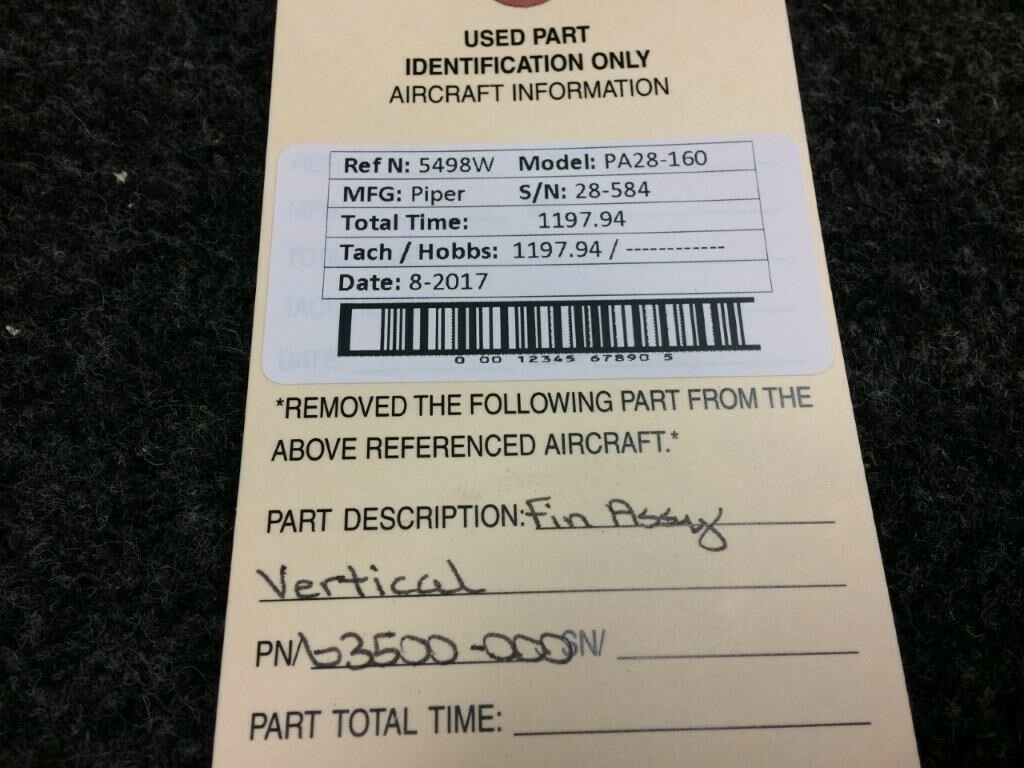 USED PART
IDENTIFICATION ONLY
AIRCRAFT INFORMATION
Ref N: 5498W Model: PA28-160
MFG: Piper S/N: 28-584
Total Time: 1197.94
Tach / Hobbs: 1197.94 / ------------
Date: 8-2017
0 00 12345 67890 5
*REMOVED THE FOLLOWING PART FROM THE
ABOVE REFERENCED AIRCRAFT.*
PART DESCRIPTION: Fin Assy
Vertical
PN/ 63500-000 SN/
PART TOTAL TIME: